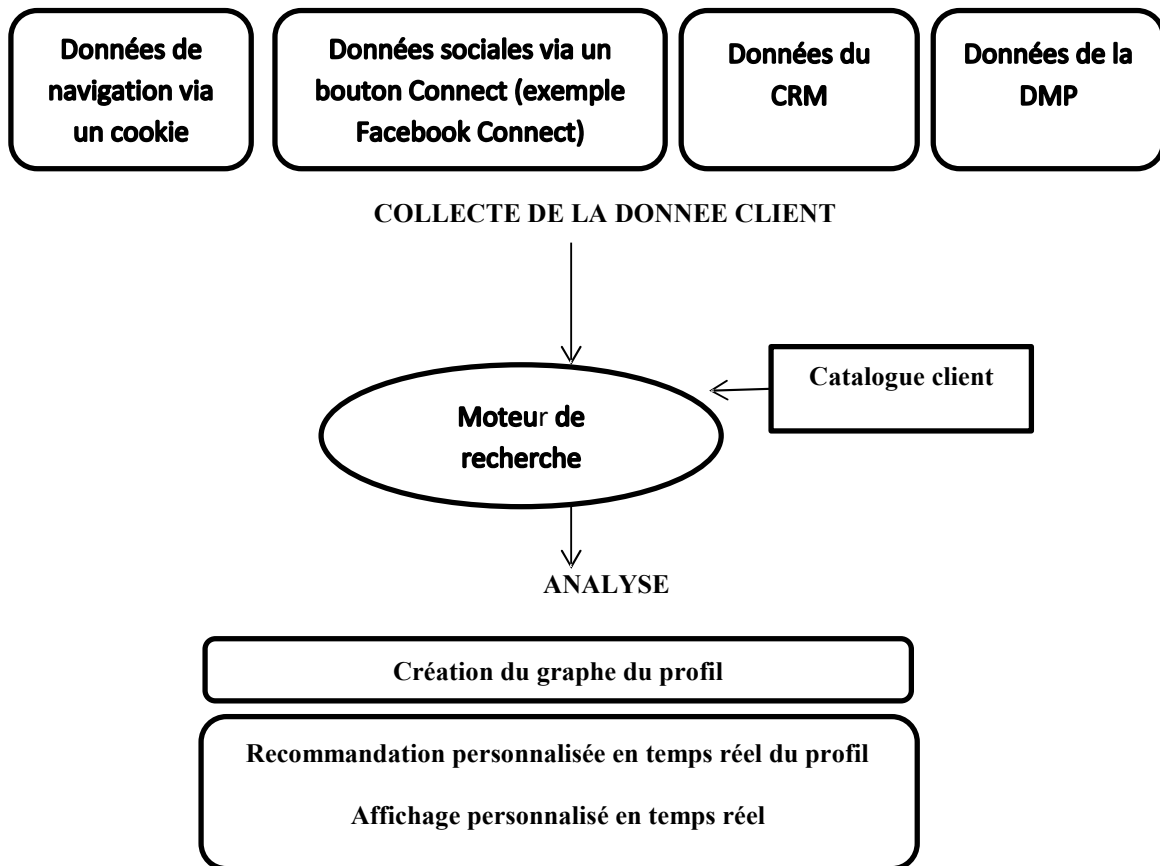 Données de
navigation via
un cookie
Données sociales via un
bouton Connect (exemple
Facebook Connect)
Données du
CRM
Données de la
DMP
COLLECTE DE LA DONNEE CLIENT
Catalogue client
Moteur de
recherche
ANALYSE
Création du graphe du profil
Recommandation personnalisée en temps réel du profil
Affichage personnalisé en temps réel